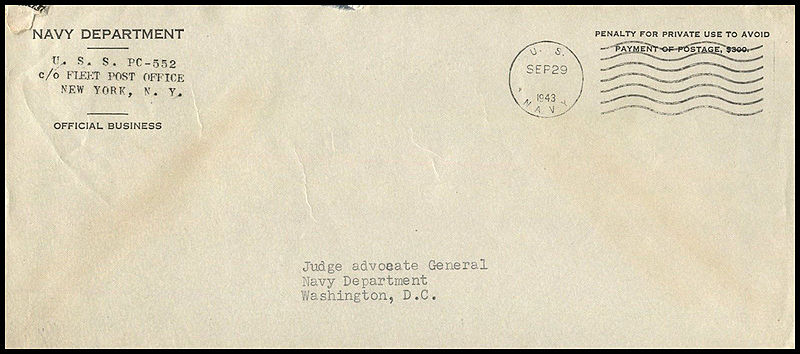 NAVY DEPARTMENT
U. S. S. PC-552
c/o FLEET POST OFFICE
NEW YORK, N. Y.
OFFICIAL BUSINESS
U. S.
SEP 29
1943
NAVY
PENALTY FOR PRIVATE USE TO AVOID
PAYMENT OF POSTAGE, $300.
Judge advocate General
Navy Department
Washington, D.C.